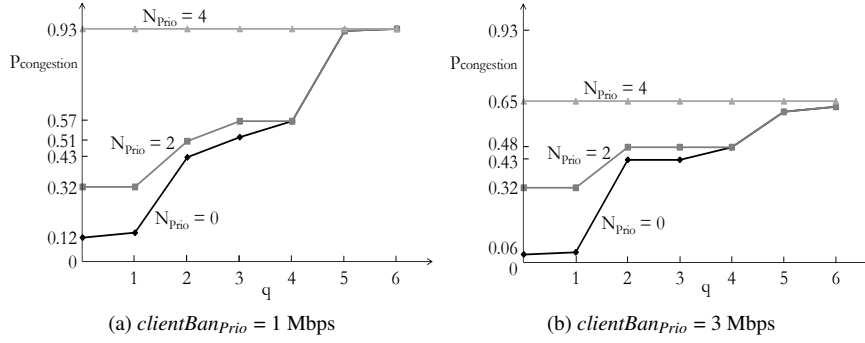 0.93
N_Prio = 4
P_congestion
0.57
0.51
0.43
N_Prio = 2
0.32
N_Prio = 0
0.12
0
1 2 3 4 5 6
q
(a) clientBan_Prio = 1 Mbps
0.93
P_congestion
N_Prio = 4
0.65
0.48
0.43
N_Prio = 2
0.32
N_Prio = 0
0.06
0
1 2 3 4 5 6
q
(b) clientBan_Prio = 3 Mbps